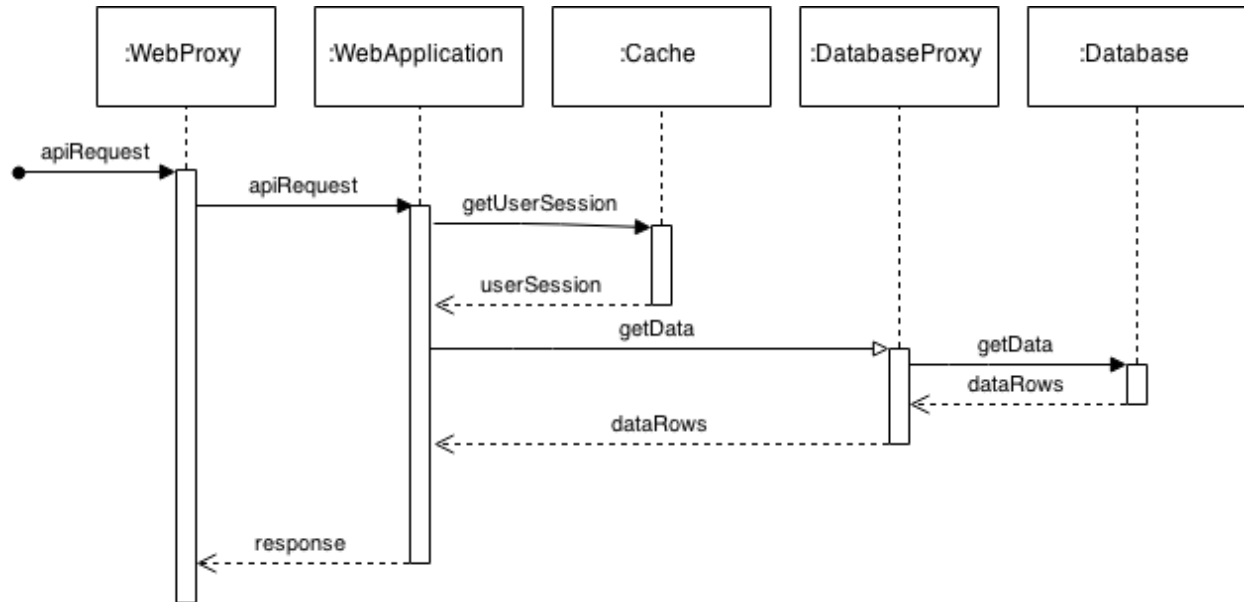 :WebProxy
:WebApplication
:Cache
:DatabaseProxy
:Database
apiRequest
apiRequest
getUserSession
userSession
getData
getData
dataRows
dataRows
response